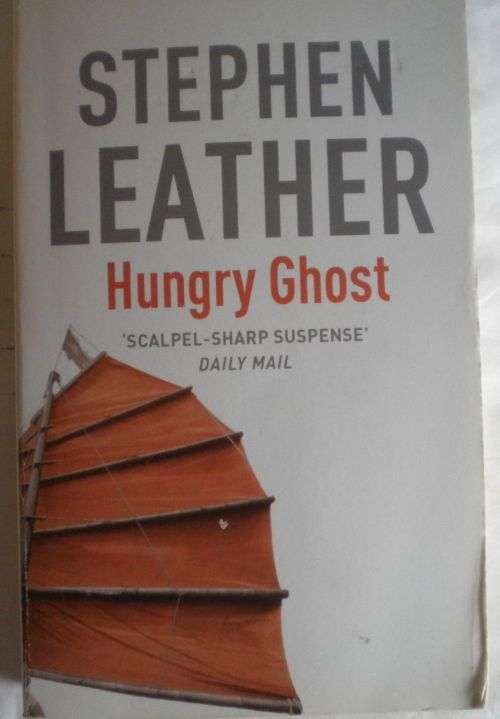 STEPHEN
LEATHER
Hungry Ghost
'SCALPEL-SHARP SUSPENSE'
DAILY MAIL